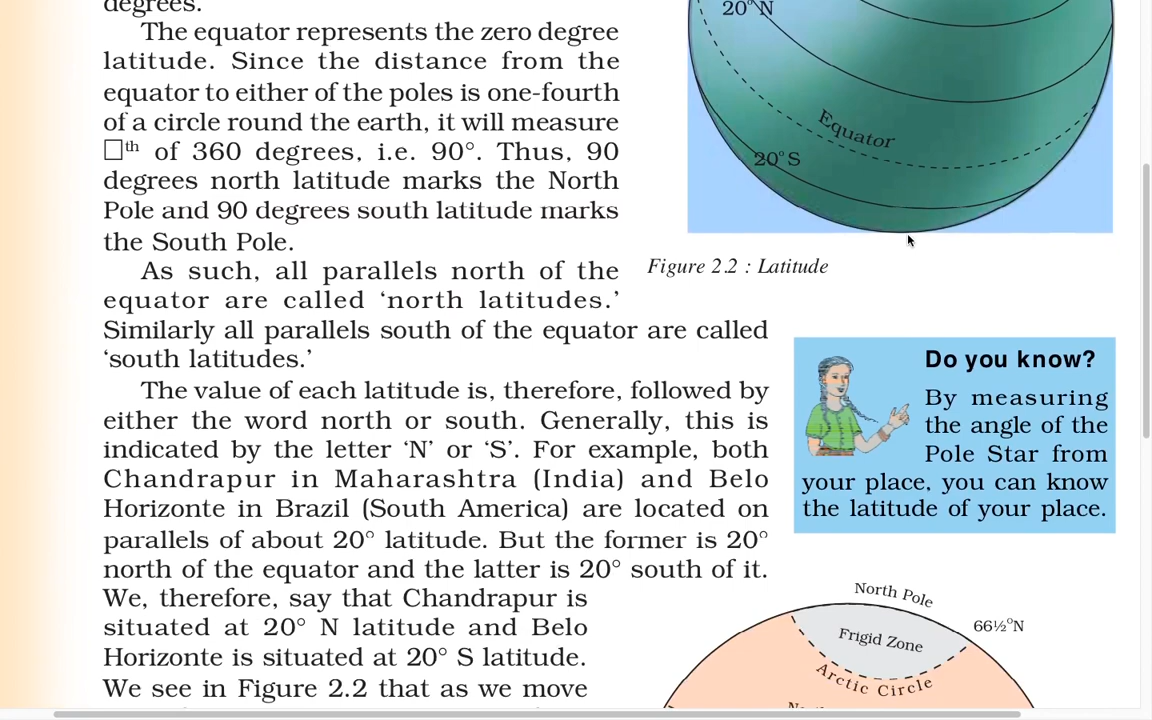 degrees.
The equator represents the zero degree
latitude. Since the distance from the
equator to either of the poles is one-fourth
of a circle round the earth, it will measure
□th of 360 degrees, i.e. 90°. Thus, 90
degrees north latitude marks the North
Pole and 90 degrees south latitude marks
the South Pole.
As such, all parallels north of the
equator are called ‘north latitudes.’
Similarly all parallels south of the equator are called
‘south latitudes.’
The value of each latitude is, therefore, followed by
either the word north or south. Generally, this is
indicated by the letter ‘N’ or ‘S’. For example, both
Chandrapur in Maharashtra (India) and Belo
Horizonte in Brazil (South America) are located on
parallels of about 20° latitude. But the former is 20°
north of the equator and the latter is 20° south of it.
We, therefore, say that Chandrapur is
situated at 20° N latitude and Belo
Horizonte is situated at 20° S latitude.
We see in Figure 2.2 that as we move
20° N
Equator
20° S
Figure 2.2 : Latitude
Do you know?
By measuring
the angle of the
Pole Star from
your place, you can know
the latitude of your place.
North Pole
66½°N
Frigid Zone
Arctic Circle